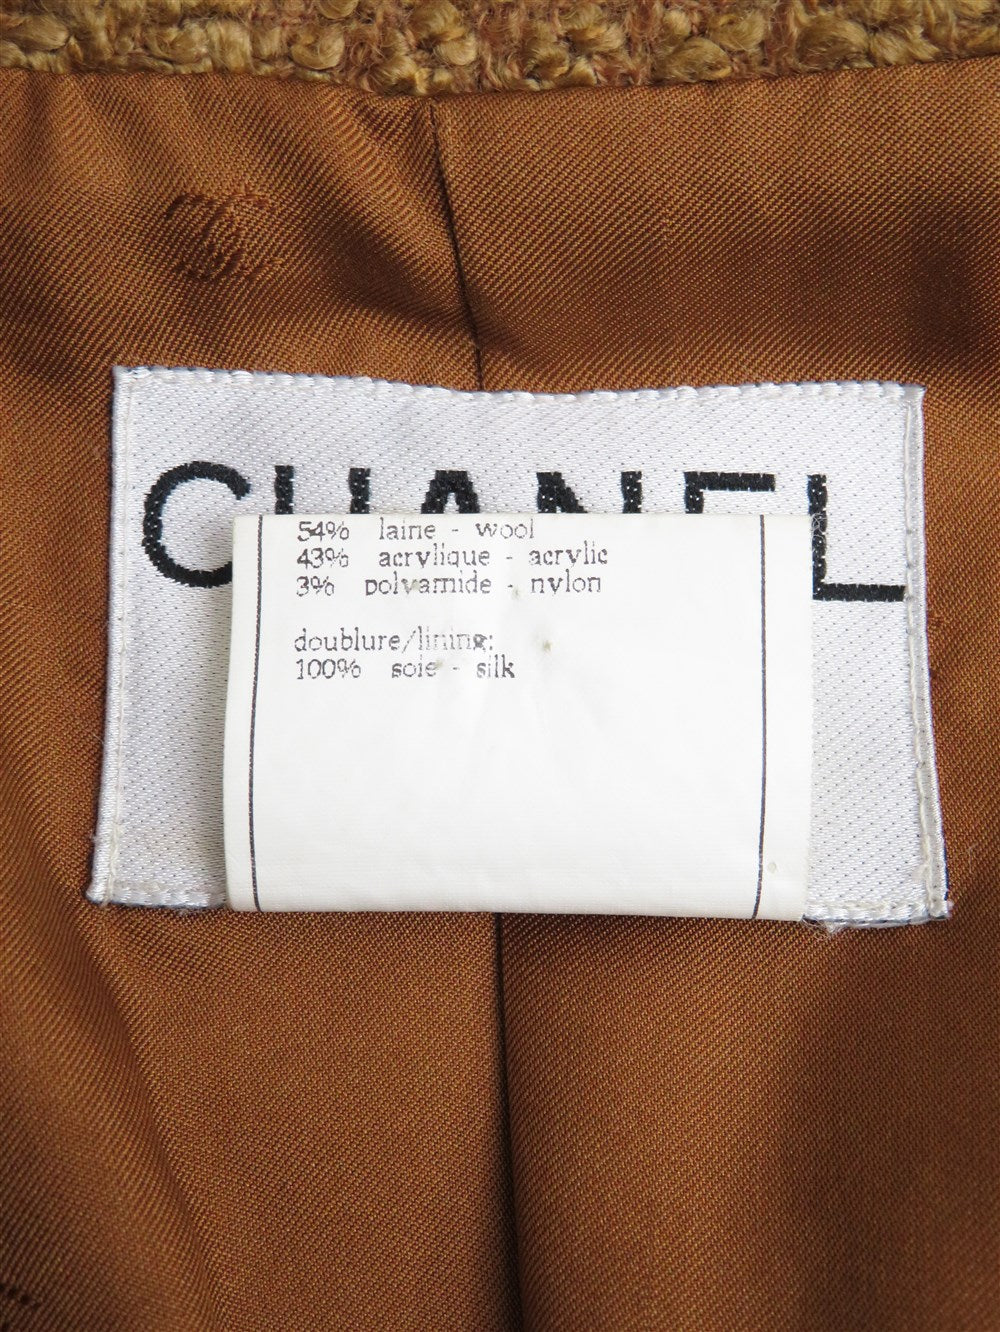 CHANEL
54% laine - wool
43% acrylique - acrylic
3% polyamide - nylon
doublure/lining:
100% soie - silk